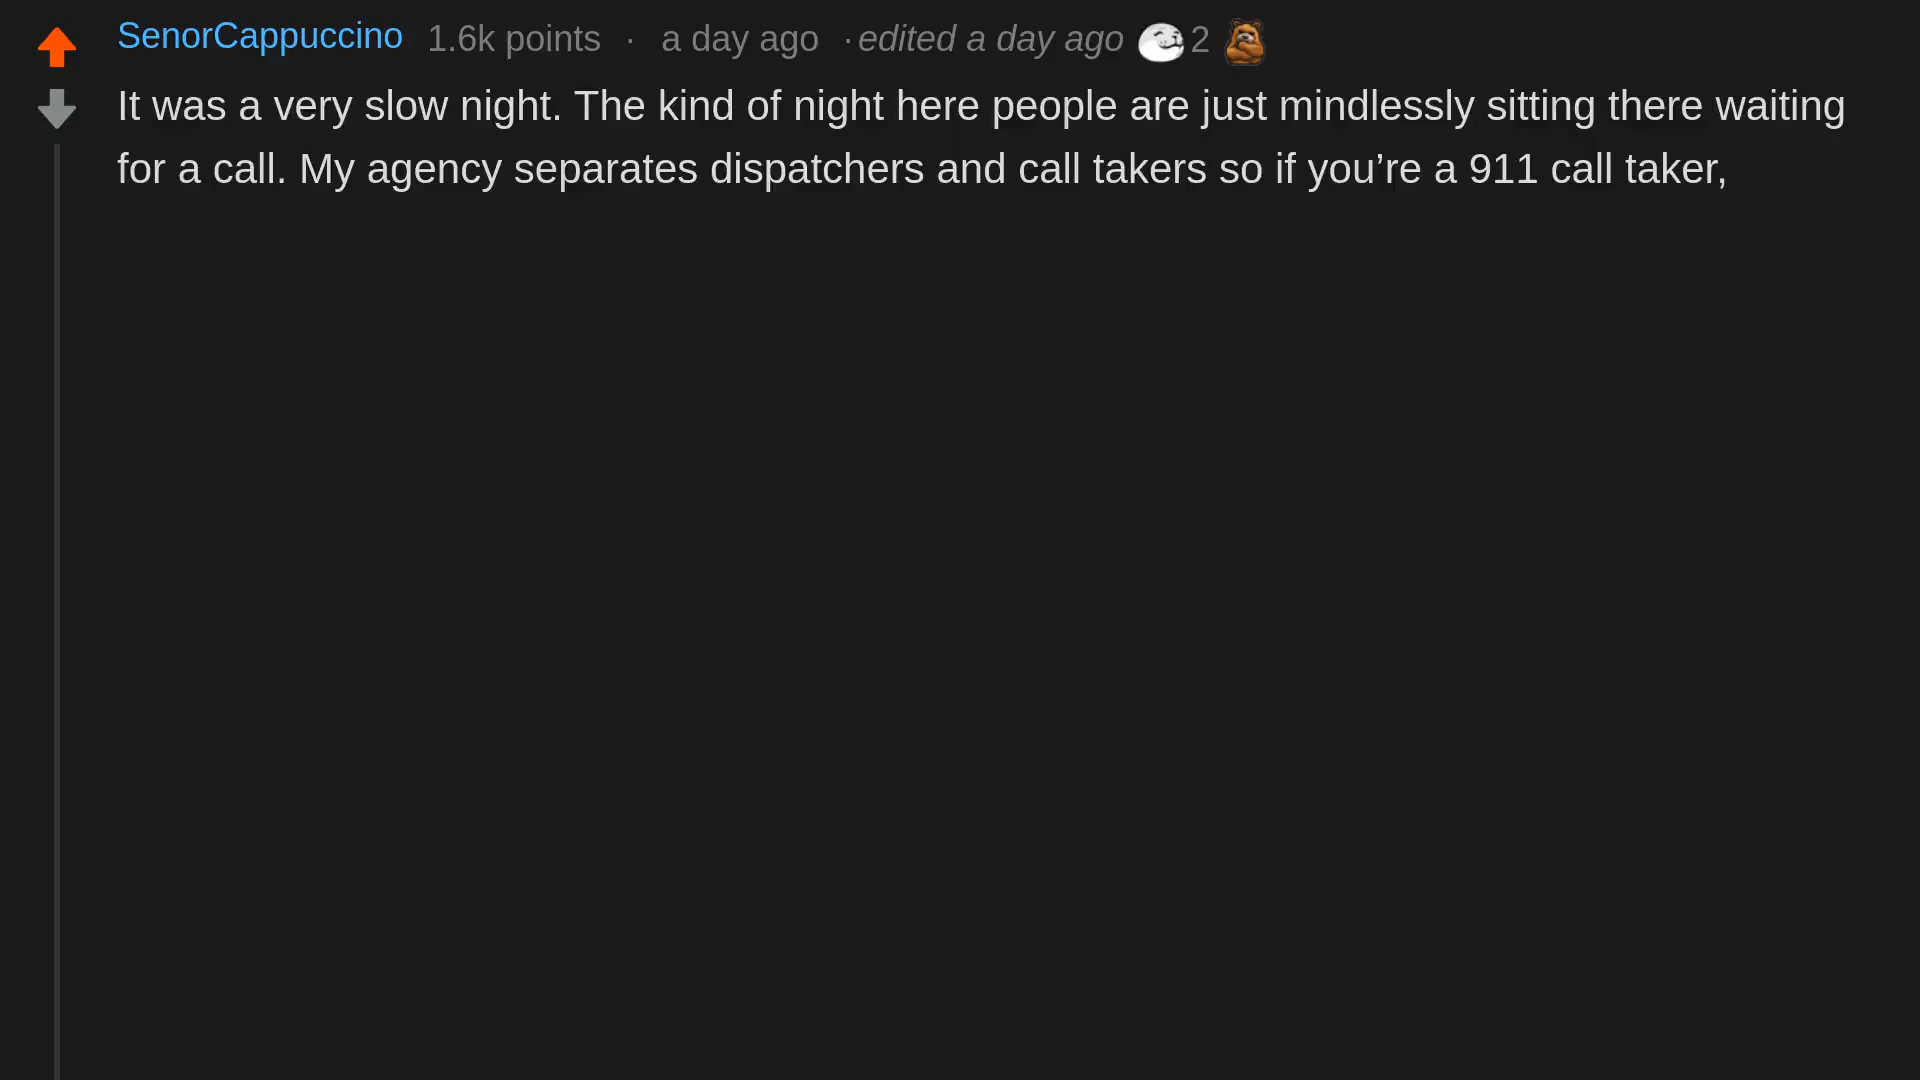 SenorCappuccino 1.6k points · a day ago ·edited a day ago 2
It was a very slow night. The kind of night here people are just mindlessly sitting there waiting
for a call. My agency separates dispatchers and call takers so if you’re a 911 call taker,